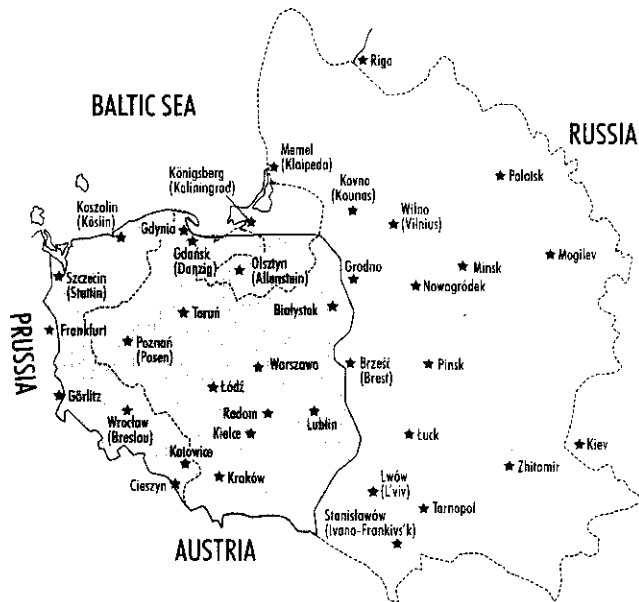 Riga
BALTIC SEA
RUSSIA
Memel
(Klaipeda)
Königsberg
(Kaliningrad)
Polotsk
Kovno
(Kaunas)
Koszalin
(Köslin)
Wilno
(Vilnius)
Gdynia
Gdańsk
(Danzig)
Mogilev
Olsztyn
(Allenstein)
Minsk
Szczecin
(Stettin)
Grodno
Nowogródek
Toruń
Białystok
PRUSSIA
Frankfurt
Poznań
(Posen)
Warszawa
Brześć
(Brest)
Pinsk
Łódź
Görlitz
Wrocław
(Breslau)
Radom
Lublin
Kielce
Łuck
Kiev
Katowice
Zhitomir
Cieszyn
Kraków
Lwów
(L'viv)
Tarnopol
Stanisławów
(Ivano-Frankivs'k)
AUSTRIA